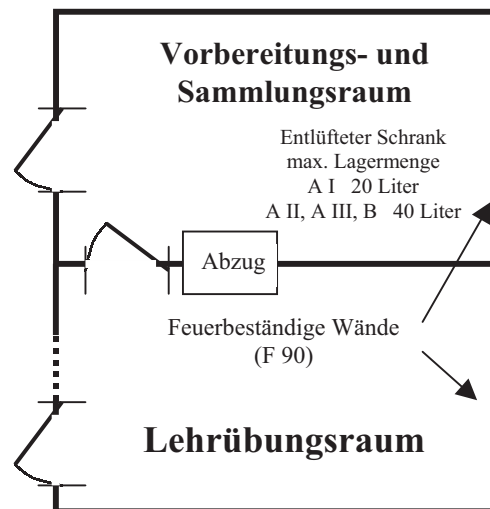 Vorbereitungs- und
Sammlungsraum
Entlüfteter Schrank
max. Lagermenge
A I 20 Liter
A II, A III, B 40 Liter
Abzug
Feuerbeständige Wände
(F 90)
Lehrübungsraum